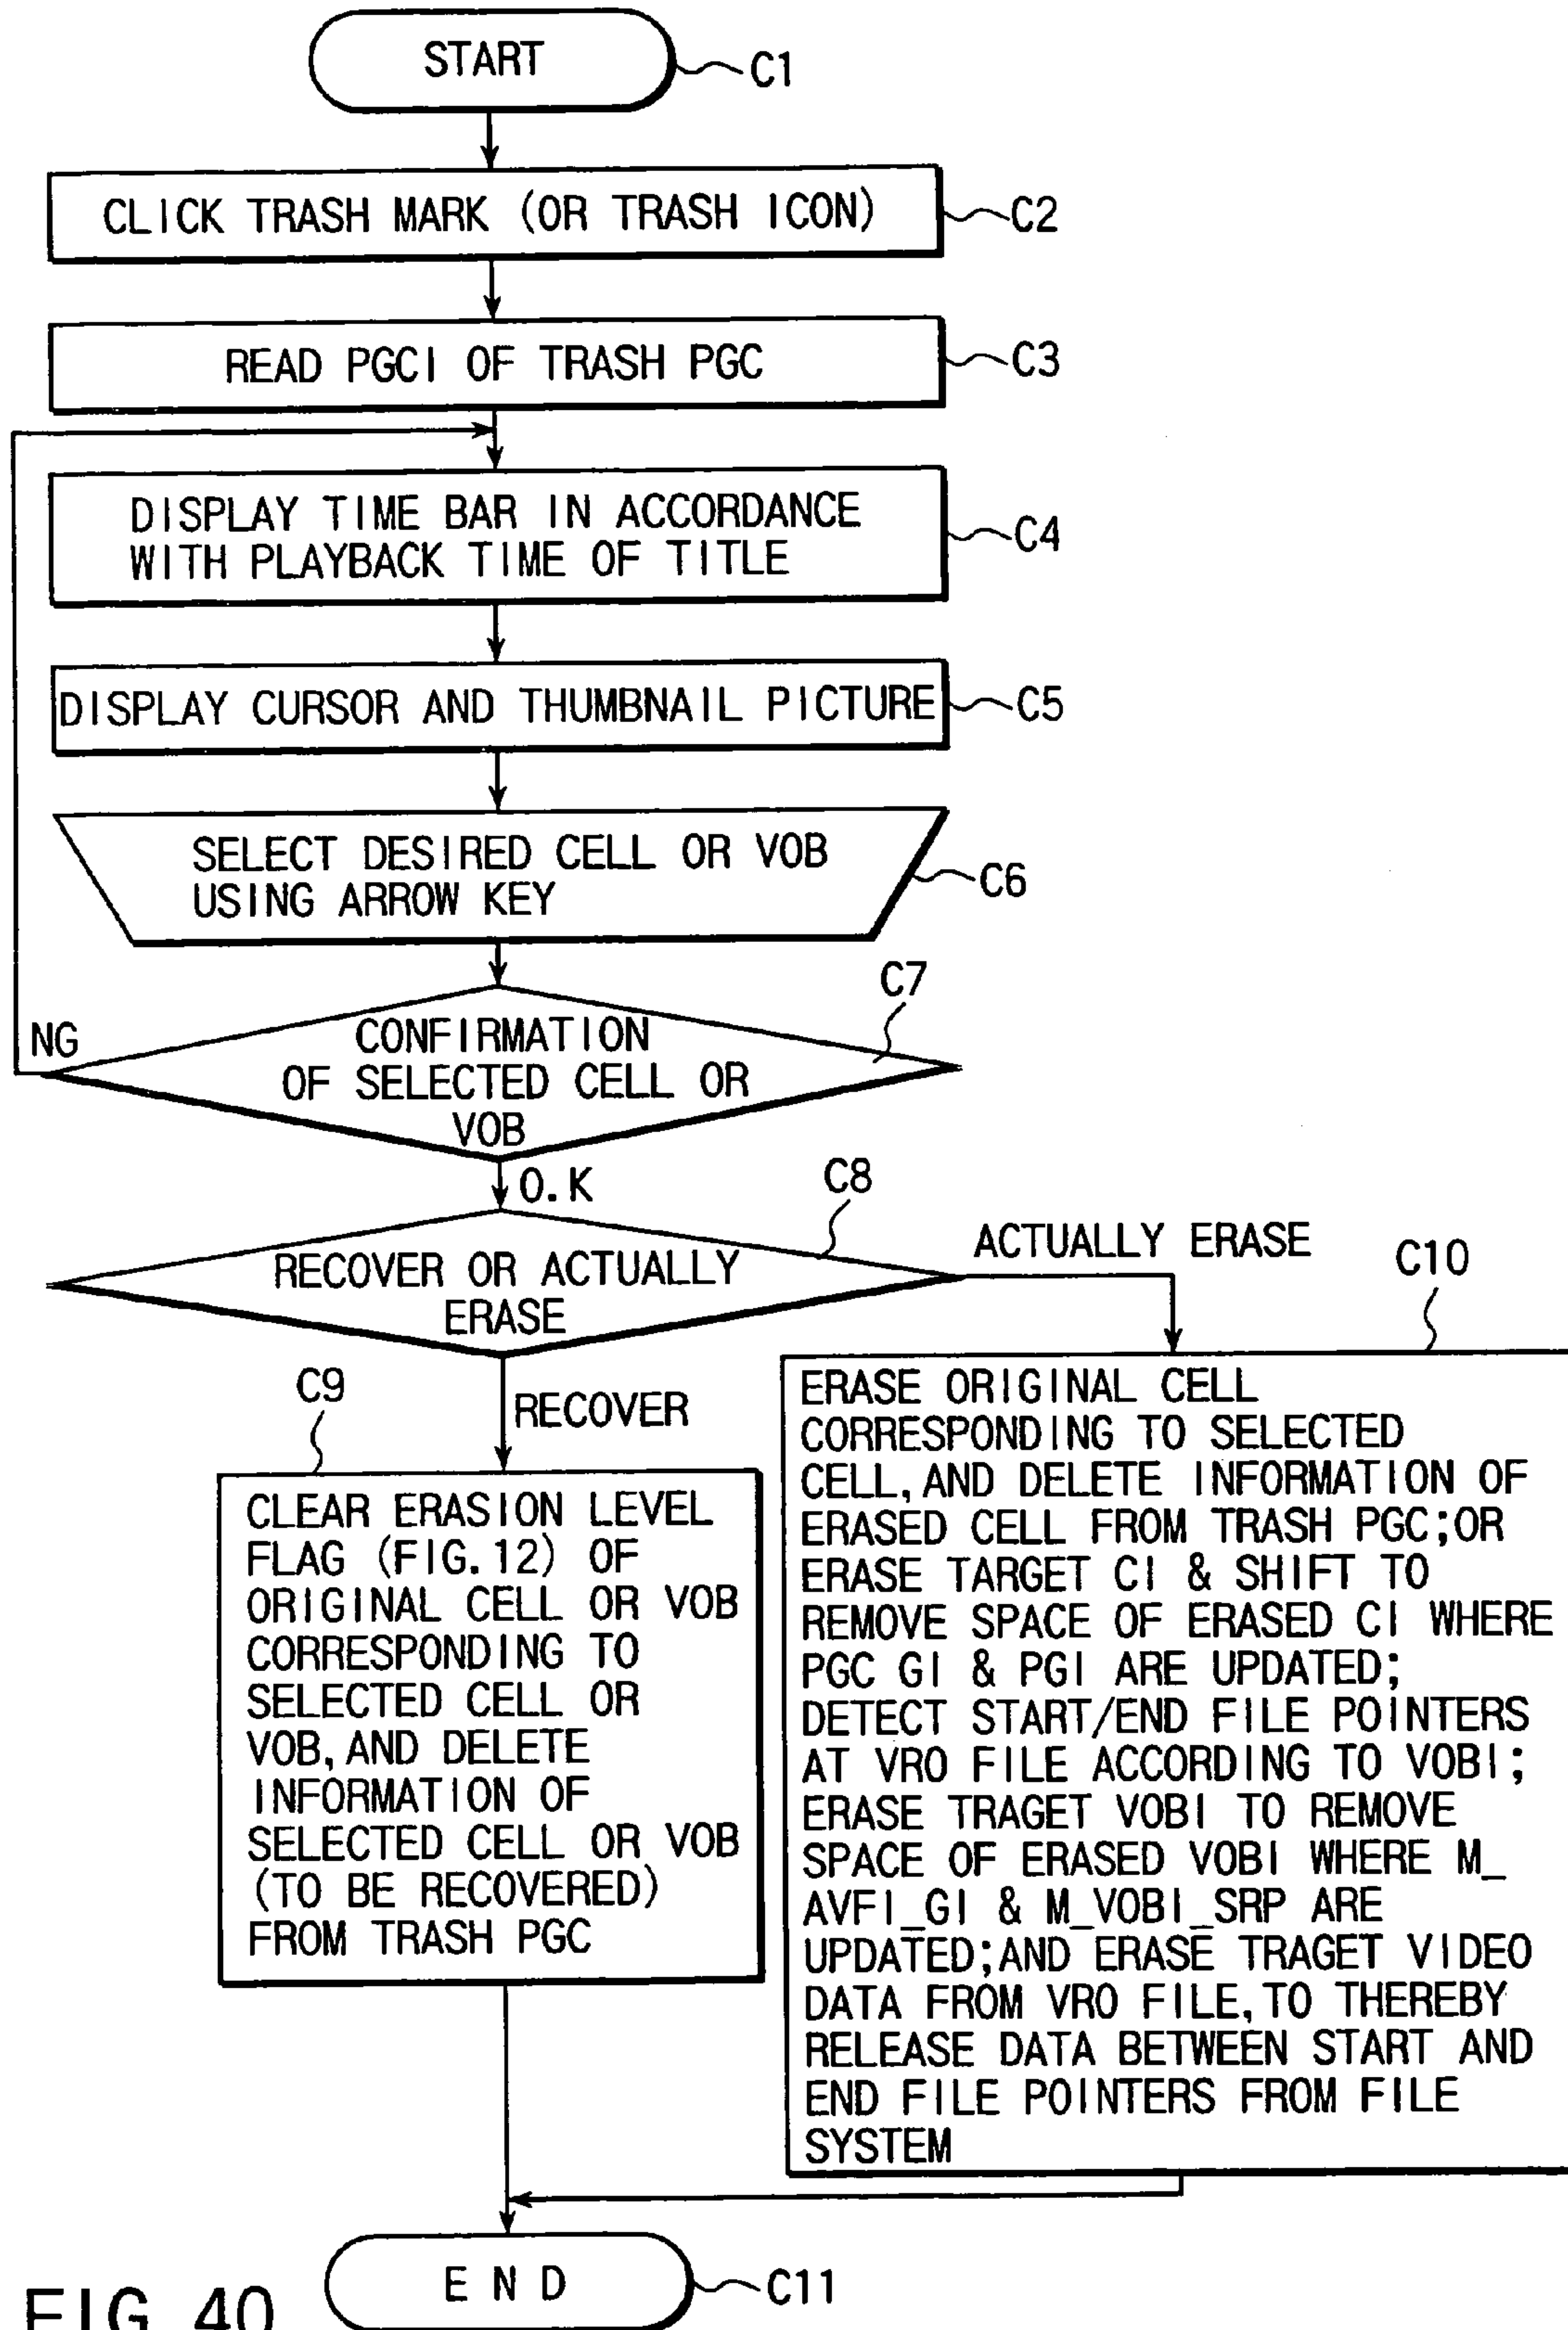 START
C1
CLICK TRASH MARK (OR TRASH ICON)
C2
READ PGCI OF TRASH PGC
C3
DISPLAY TIME BAR IN ACCORDANCE
WITH PLAYBACK TIME OF TITLE
C4
DISPLAY CURSOR AND THUMBNAIL PICTURE
C5
SELECT DESIRED CELL OR VOB
USING ARROW KEY
C6
C7
NG
CONFIRMATION
OF SELECTED CELL OR
VOB
O.K
C8
RECOVER OR ACTUALLY
ERASE
ACTUALLY ERASE
C10
C9
RECOVER
CLEAR ERASION LEVEL
FLAG (FIG.12) OF
ORIGINAL CELL OR VOB
CORRESPONDING TO
SELECTED CELL OR
VOB, AND DELETE
INFORMATION OF
SELECTED CELL OR VOB
(TO BE RECOVERED)
FROM TRASH PGC
ERASE ORIGINAL CELL
CORRESPONDING TO SELECTED
CELL, AND DELETE INFORMATION OF
ERASED CELL FROM TRASH PGC;OR
ERASE TARGET CI & SHIFT TO
REMOVE SPACE OF ERASED CI WHERE
PGC GI & PGI ARE UPDATED;
DETECT START/END FILE POINTERS
AT VRO FILE ACCORDING TO VOBI;
ERASE TRAGET VOBI TO REMOVE
SPACE OF ERASED VOBI WHERE M_
AVFI_GI & M_VOBI_SRP ARE
UPDATED;AND ERASE TRAGET VIDEO
DATA FROM VRO FILE, TO THEREBY
RELEASE DATA BETWEEN START AND
END FILE POINTERS FROM FILE
SYSTEM
END
C11
FIG. 40